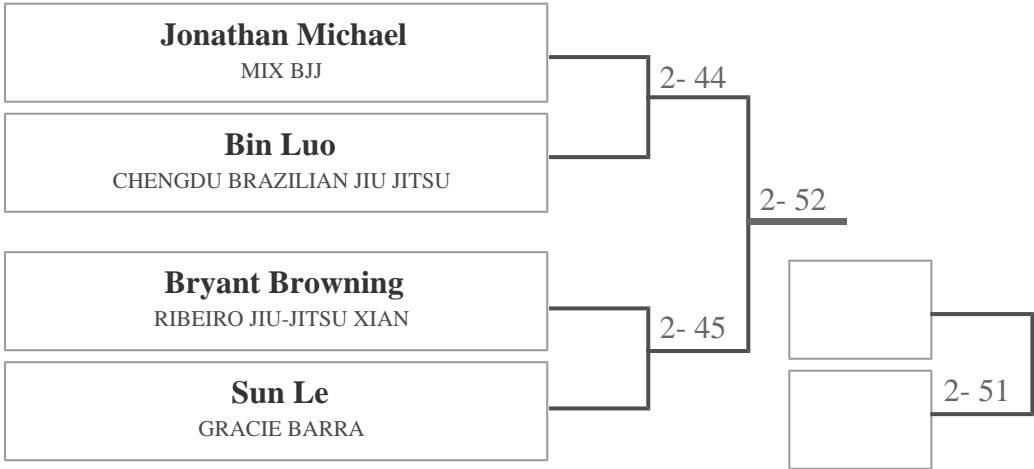 Jonathan Michael
MIX BJJ
2- 44
Bin Luo
CHENGDU BRAZILIAN JIU JITSU
2- 52
Bryant Browning
RIBEIRO JIU-JITSU XIAN
2- 45
Sun Le
GRACIE BARRA
2- 51